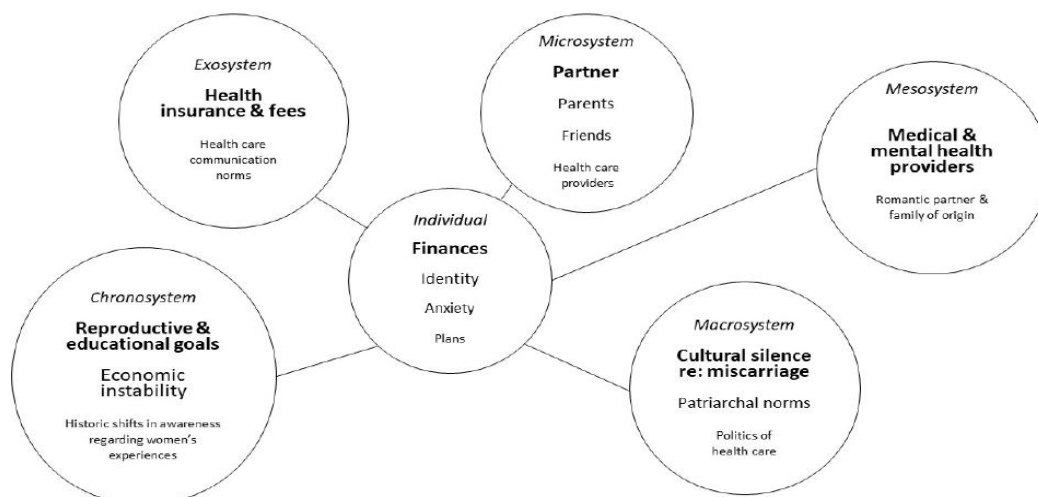 Exosystem
Health
insurance & fees
Health care
communication
norms
Microsystem
Partner
Parents
Friends
Health care
providers
Mesosystem
Medical &
mental health
providers
Romantic partner &
family of origin
Individual
Finances
Identity
Anxiety
Plans
Chronosystem
Reproductive &
educational goals
Economic
instability
Historic shifts in awareness
regarding women's
experiences
Macrosystem
Cultural silence
re: miscarriage
Patriarchal norms
Politics of
health care